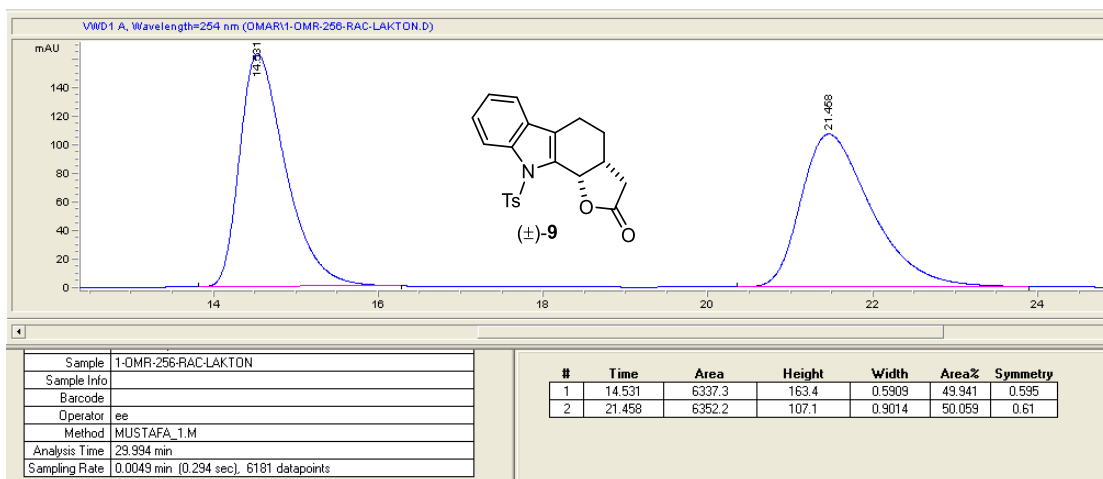 VWD1 A, Wavelength=254 nm (OMAR\1-OMR-256-RAC-LAKTON.D)
mAU
140
120
100
80
60
40
20
0
14.531
21.458
Ts
N
O
O
(±)-9
14 16 18 20 22 24
Sample 1-OMR-256-RAC-LAKTON
Sample Info
Barcode
Operator ee
Method MUSTAFA_1.M
Analysis Time 29.994 min
Sampling Rate 0.0049 min (0.294 sec), 6181 datapoints
# Time Area Height Width Area% Symmetry
1 14.531 6337.3 163.4 0.5909 49.941 0.595
2 21.458 6352.2 107.1 0.9014 50.059 0.61